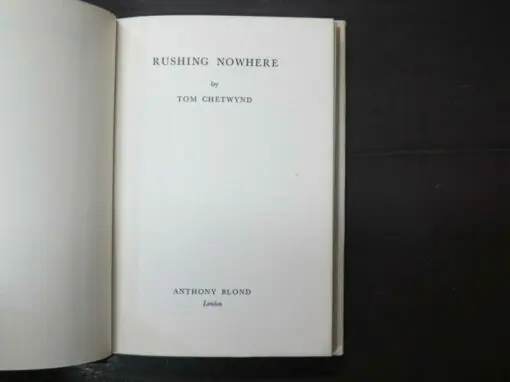 RUSHING NOWHERE
by
TOM CHETWYND
ANTHONY BLOND
London